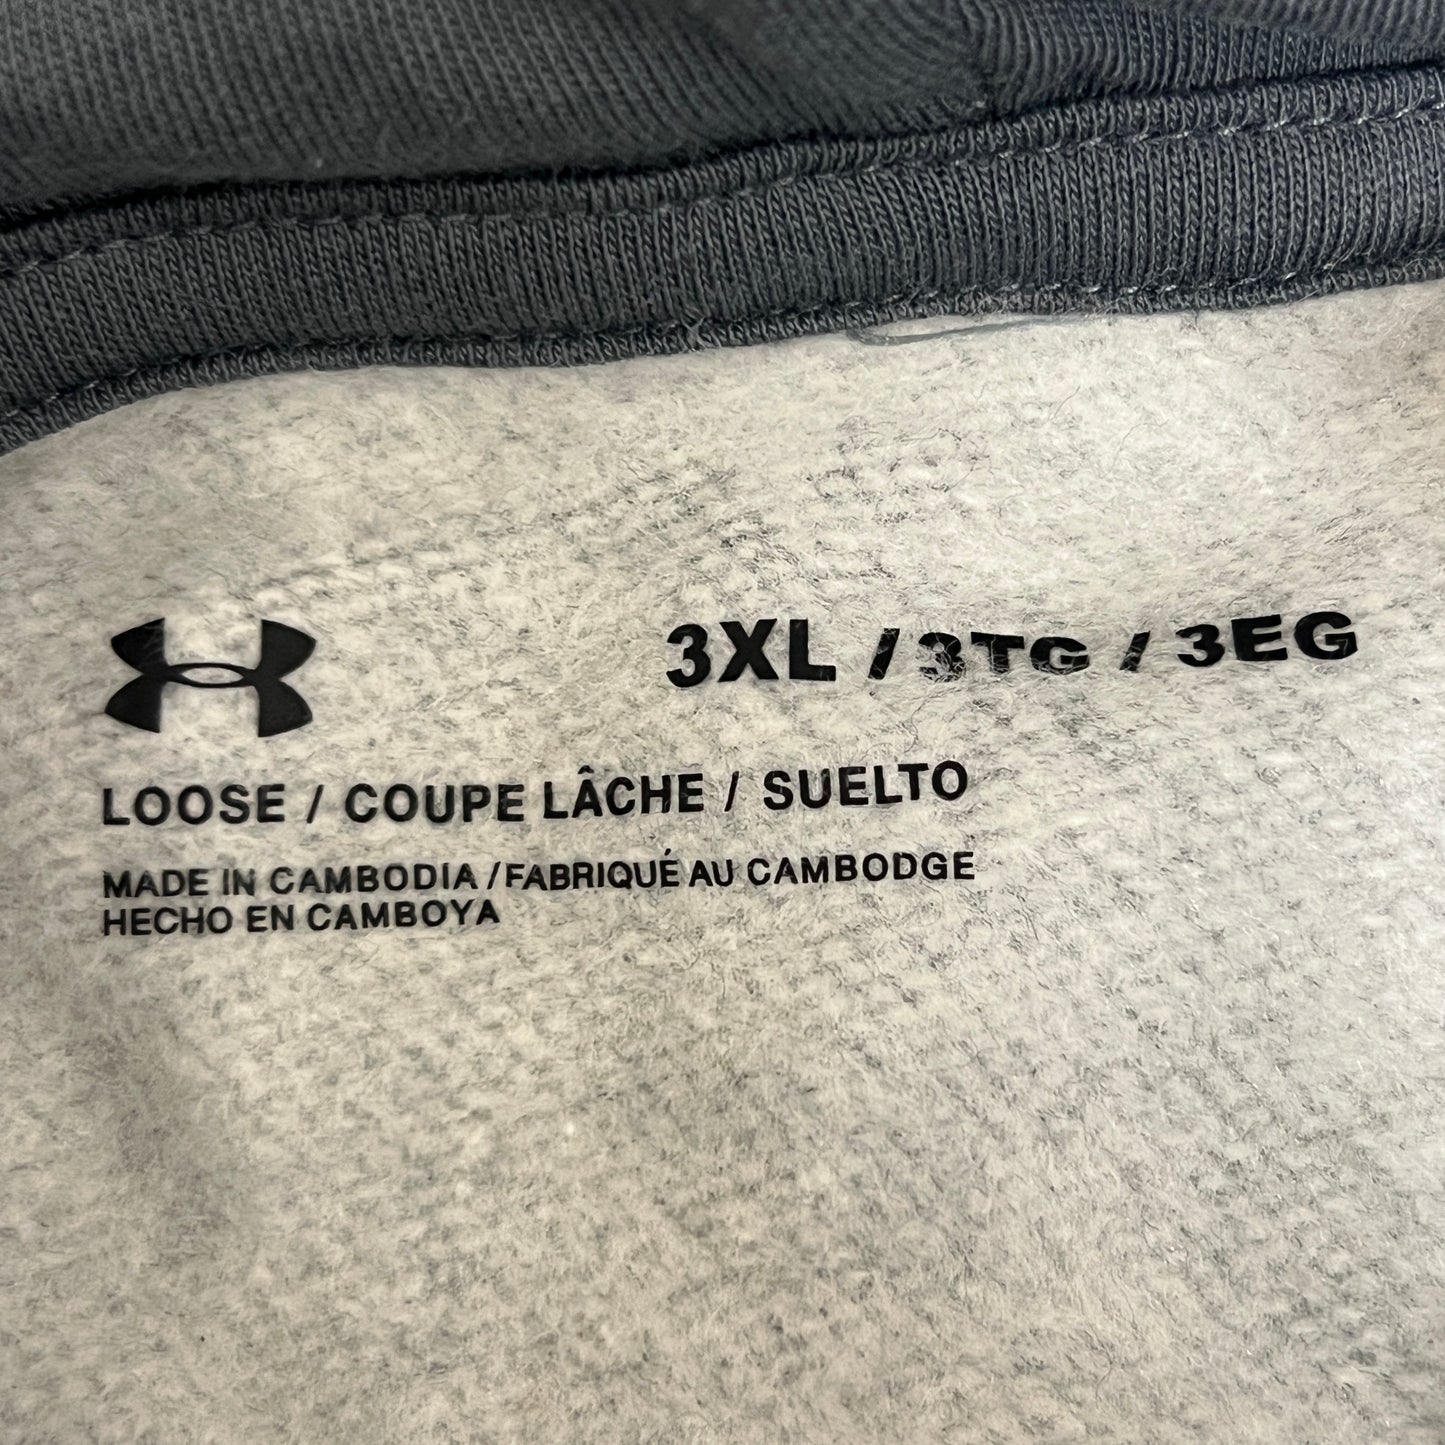 3XL / 3TG / 3EG
LOOSE / COUPE LÂCHE / SUELTO
MADE IN CAMBODIA / FABRIQUÉ AU CAMBODGE
HECHO EN CAMBOYA